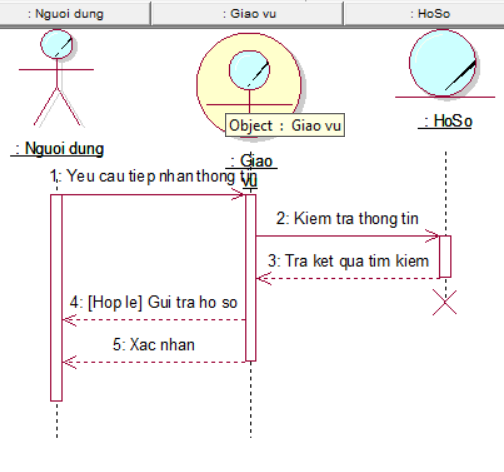 : Nguoi dung
: Giao vu
: HoSo
Object : Giao vu
: HoSo
: Nguoi dung
: Giao
vu
1: Yeu cau tiep nhan thong tin
2: Kiem tra thong tin
3: Tra ket qua tim kiem
4: [Hop le] Gui tra ho so
5: Xac nhan